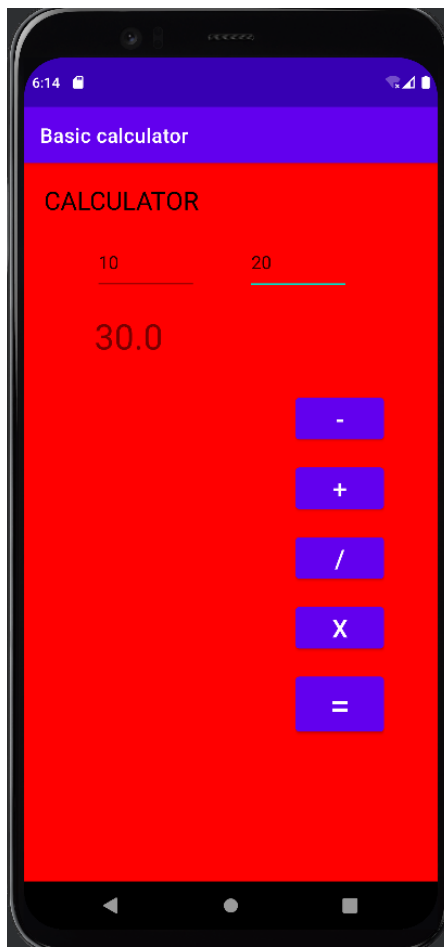 6:14
Basic calculator
CALCULATOR
10 20
30.0
-
+
/
X
=